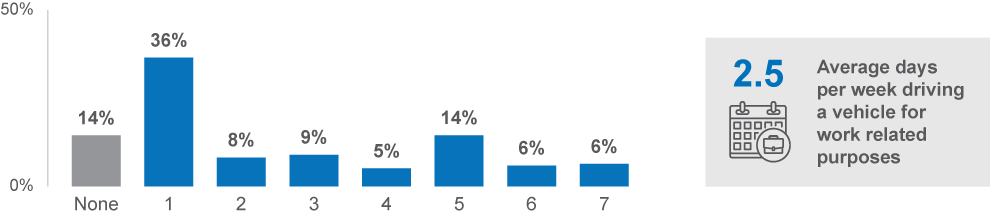 50%
36%
14%
8%
9%
5%
14%
6%
6%
0%
None 1 2 3 4 5 6 7
2.5
Average days
per week driving
a vehicle for
work related
purposes